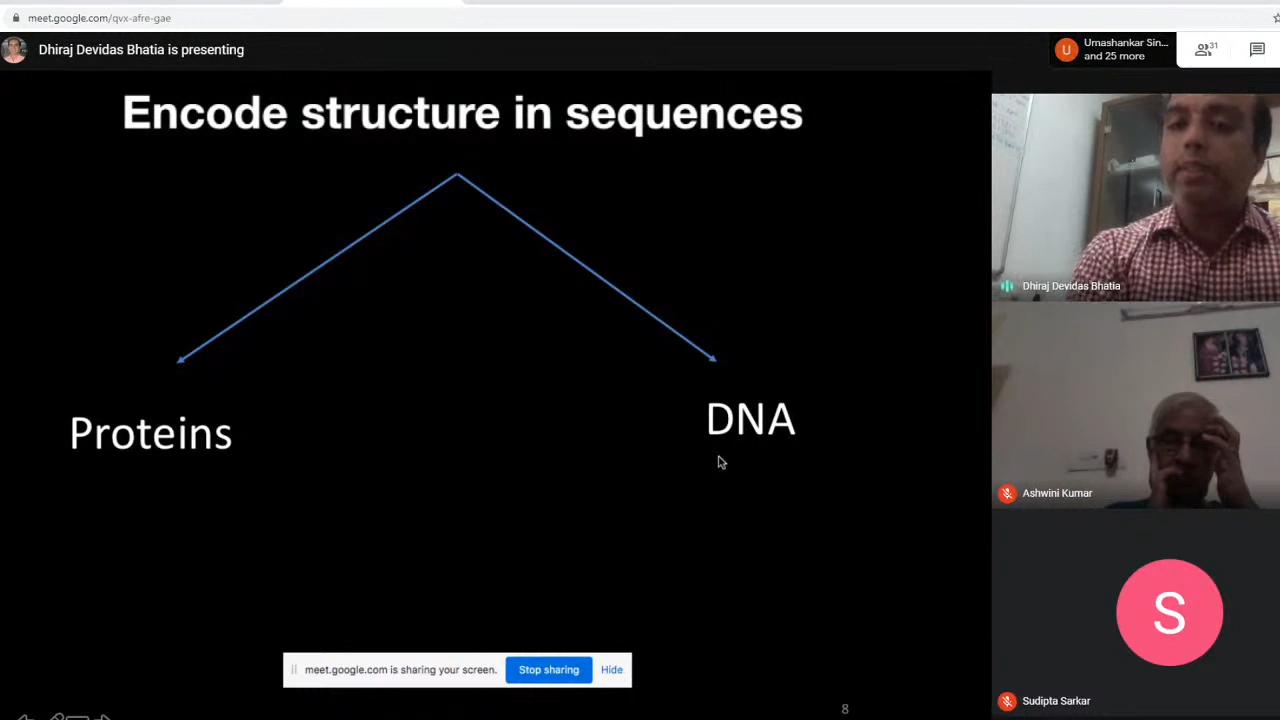 meet.google.com/qvx-afre-gae
Dhiraj Devidas Bhatia is presenting
U
Umashankar Sin...
and 25 more
31
Encode structure in sequences
Dhiraj Devidas Bhatia
Proteins
DNA
Ashwini Kumar
S
meet.google.com is sharing your screen.
Stop sharing
Hide
Sudipta Sarkar
8